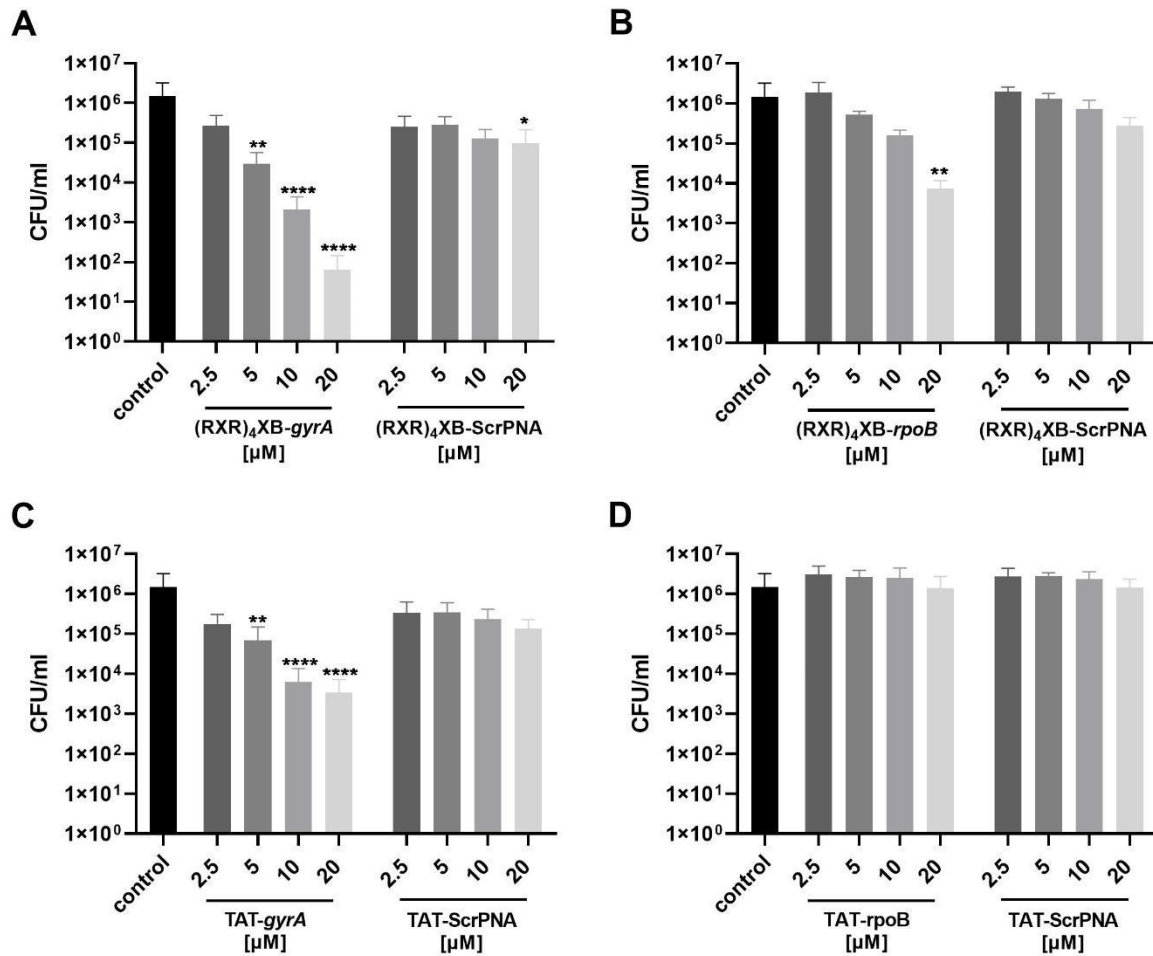 A
CFU/ml
1×10⁷
1×10⁶
1×10⁵
1×10⁴
1×10³
1×10²
1×10¹
1×10⁰
** **** **** *
control 2.5 5 10 20 2.5 5 10 20
(RXR)₄XB-gyrA (RXR)₄XB-ScrPNA
[µM] [µM]
B
CFU/ml
1×10⁷
1×10⁶
1×10⁵
1×10⁴
1×10³
1×10²
1×10¹
1×10⁰
**
control 2.5 5 10 20 2.5 5 10 20
(RXR)₄XB-rpoB (RXR)₄XB-ScrPNA
[µM] [µM]
C
CFU/ml
1×10⁷
1×10⁶
1×10⁵
1×10⁴
1×10³
1×10²
1×10¹
1×10⁰
** **** ****
control 2.5 5 10 20 2.5 5 10 20
TAT-gyrA TAT-ScrPNA
[µM] [µM]
D
CFU/ml
1×10⁷
1×10⁶
1×10⁵
1×10⁴
1×10³
1×10²
1×10¹
1×10⁰
control 2.5 5 10 20 2.5 5 10 20
TAT-rpoB TAT-ScrPNA
[µM] [µM]